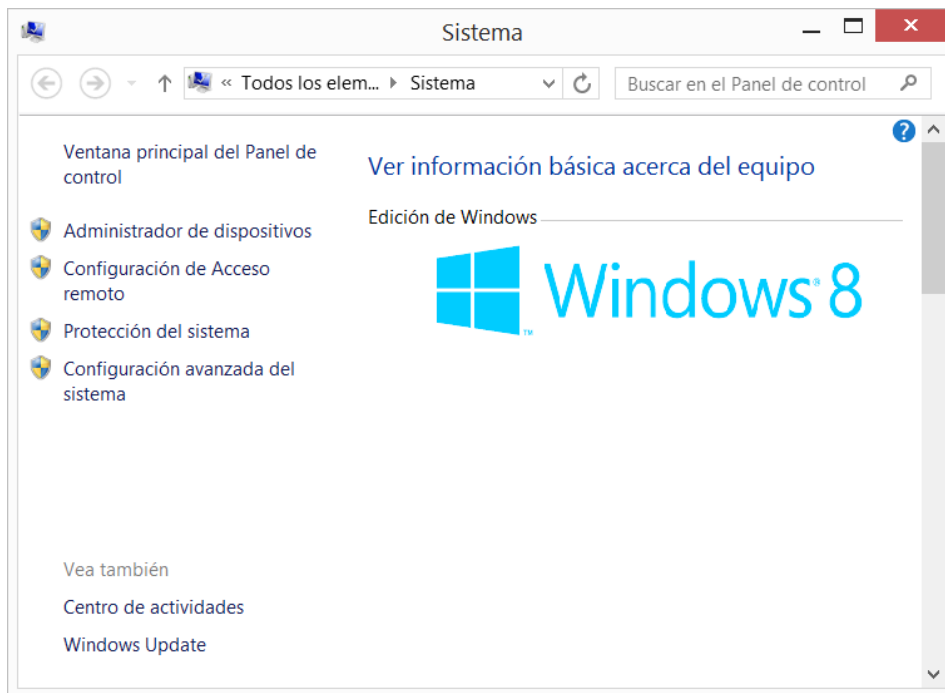 Sistema
« Todos los elem... Sistema
Buscar en el Panel de control
Ventana principal del Panel de
control
Administrador de dispositivos
Configuración de Acceso
remoto
Protección del sistema
Configuración avanzada del
sistema
Vea también
Centro de actividades
Windows Update
?
Ver información básica acerca del equipo
Edición de Windows
Windows® 8
™